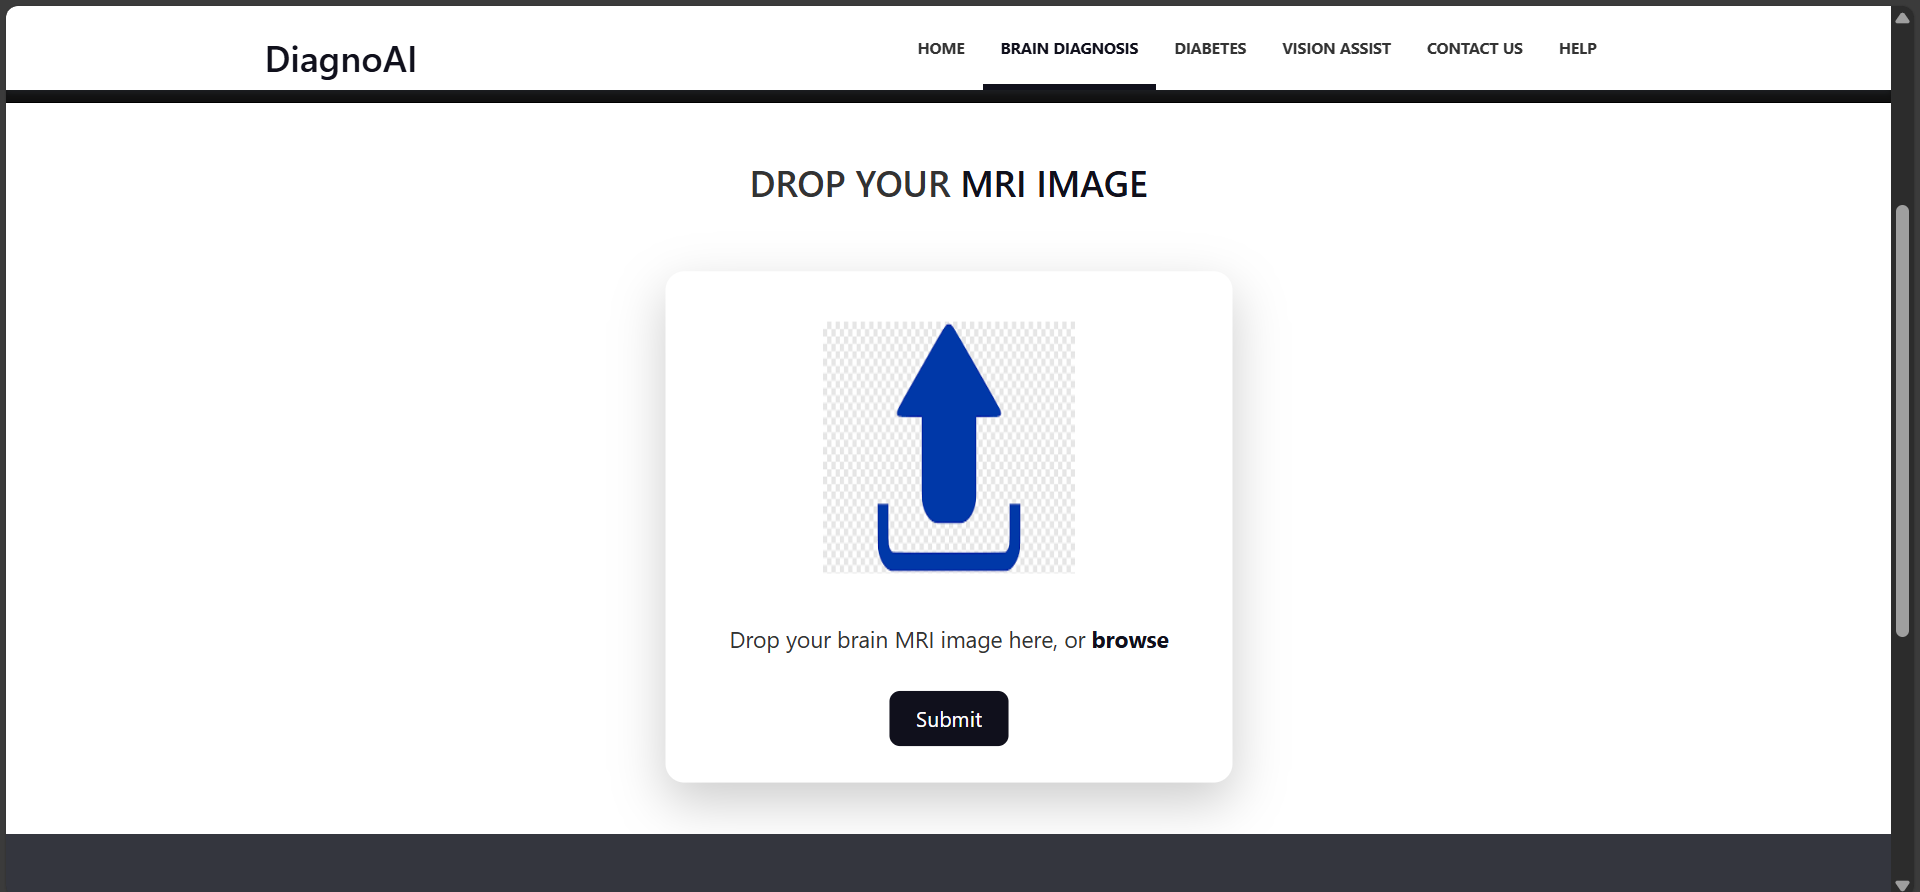 DiagnoAI
HOME BRAIN DIAGNOSIS DIABETES VISION ASSIST CONTACT US HELP
DROP YOUR MRI IMAGE
Drop your brain MRI image here, or browse
Submit